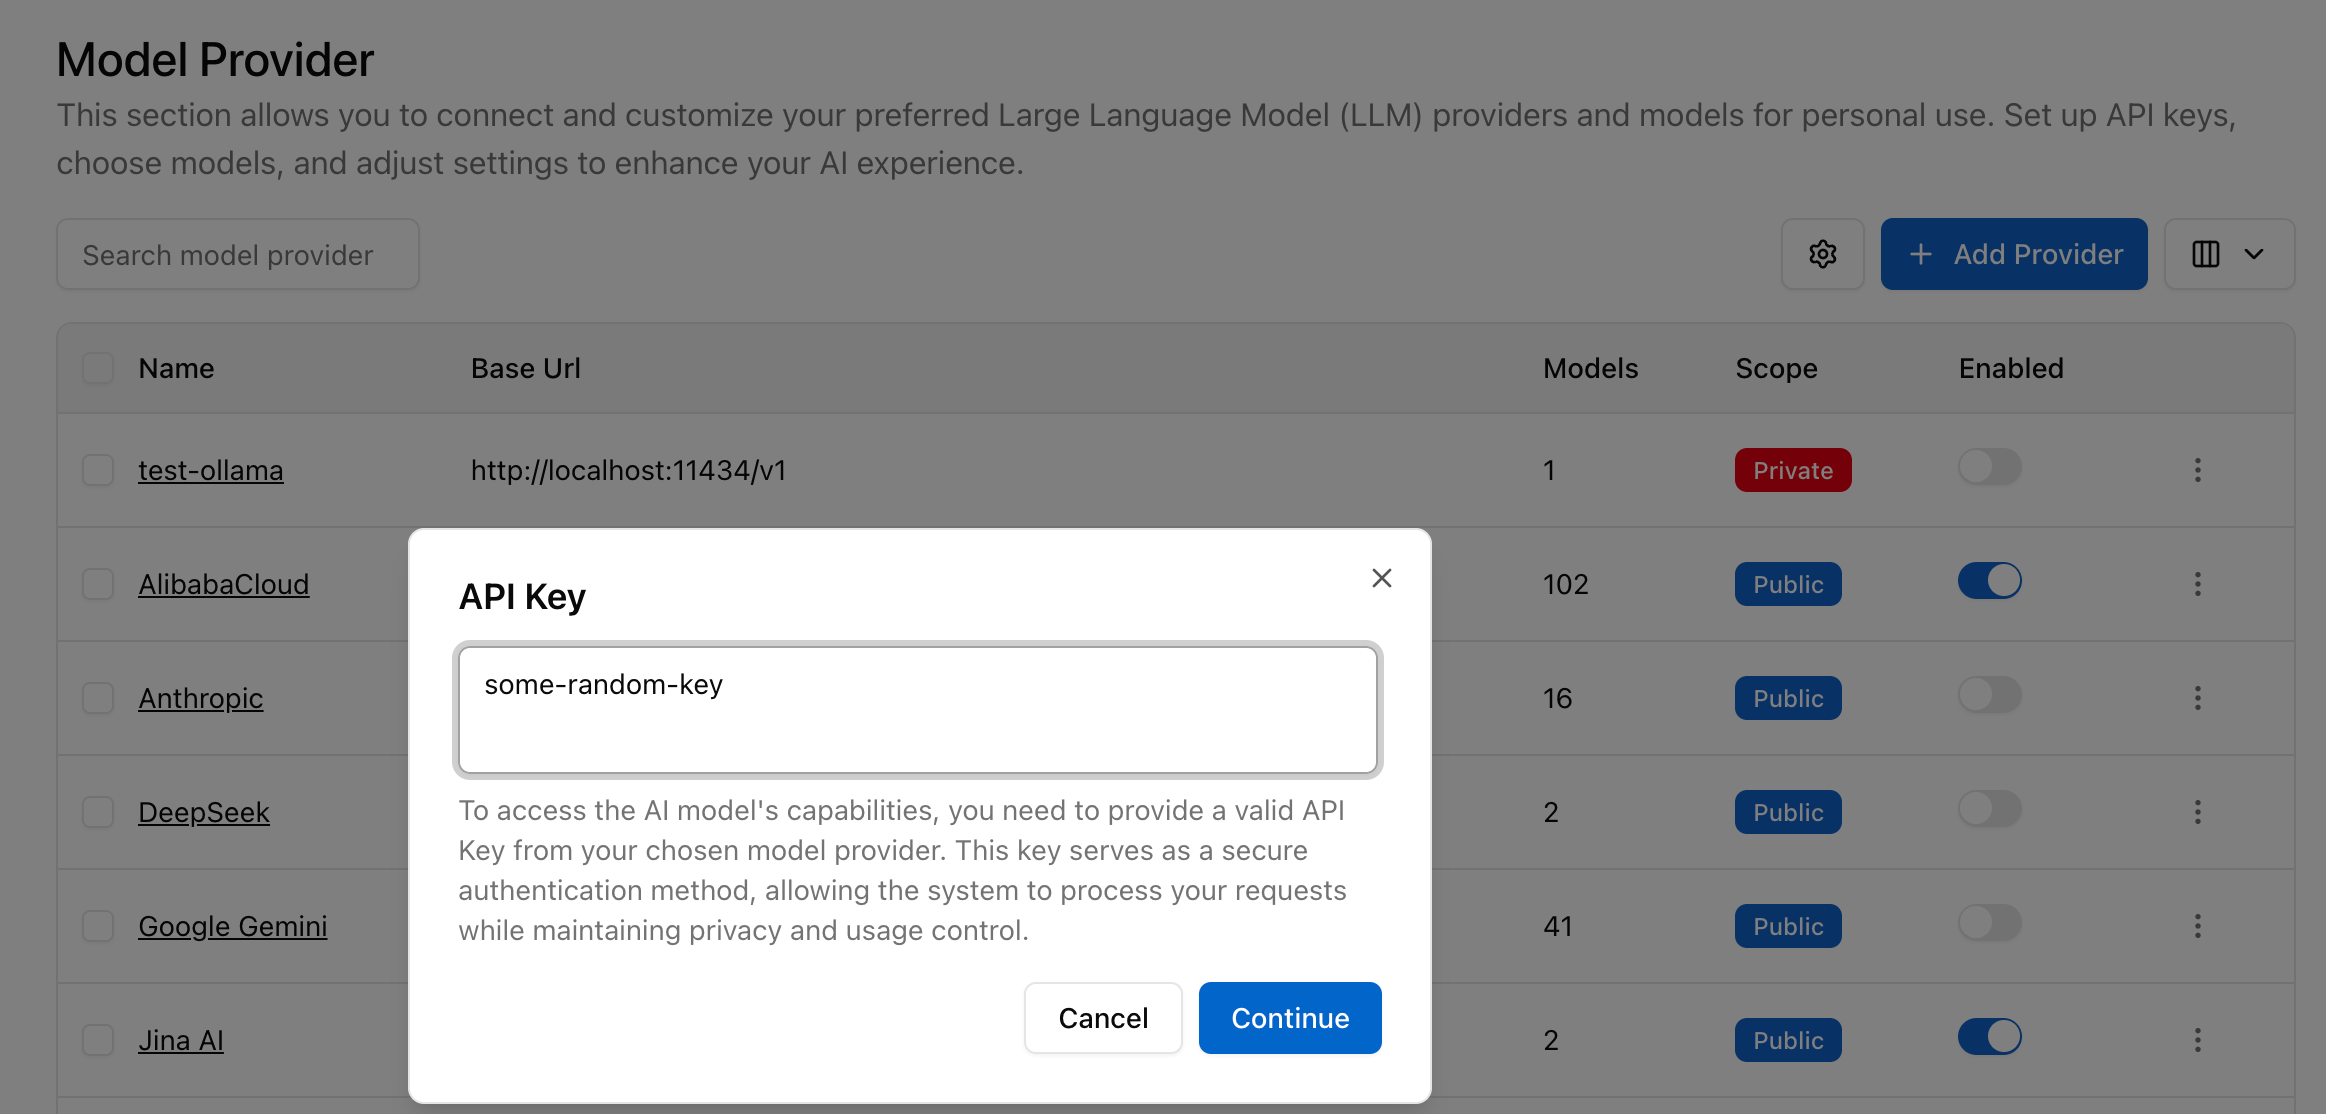 Model Provider
This section allows you to connect and customize your preferred Large Language Model (LLM) providers and models for personal use. Set up API keys,
choose models, and adjust settings to enhance your AI experience.
Search model provider
Add Provider
Name Base Url Models Scope Enabled
test-ollama http://localhost:11434/v1 1 Private
AlibabaCloud 102 Public
Anthropic 16 Public
DeepSeek 2 Public
Google Gemini 41 Public
Jina AI 2 Public
API Key
some-random-key
To access the AI model's capabilities, you need to provide a valid API
Key from your chosen model provider. This key serves as a secure
authentication method, allowing the system to process your requests
while maintaining privacy and usage control.
Cancel Continue